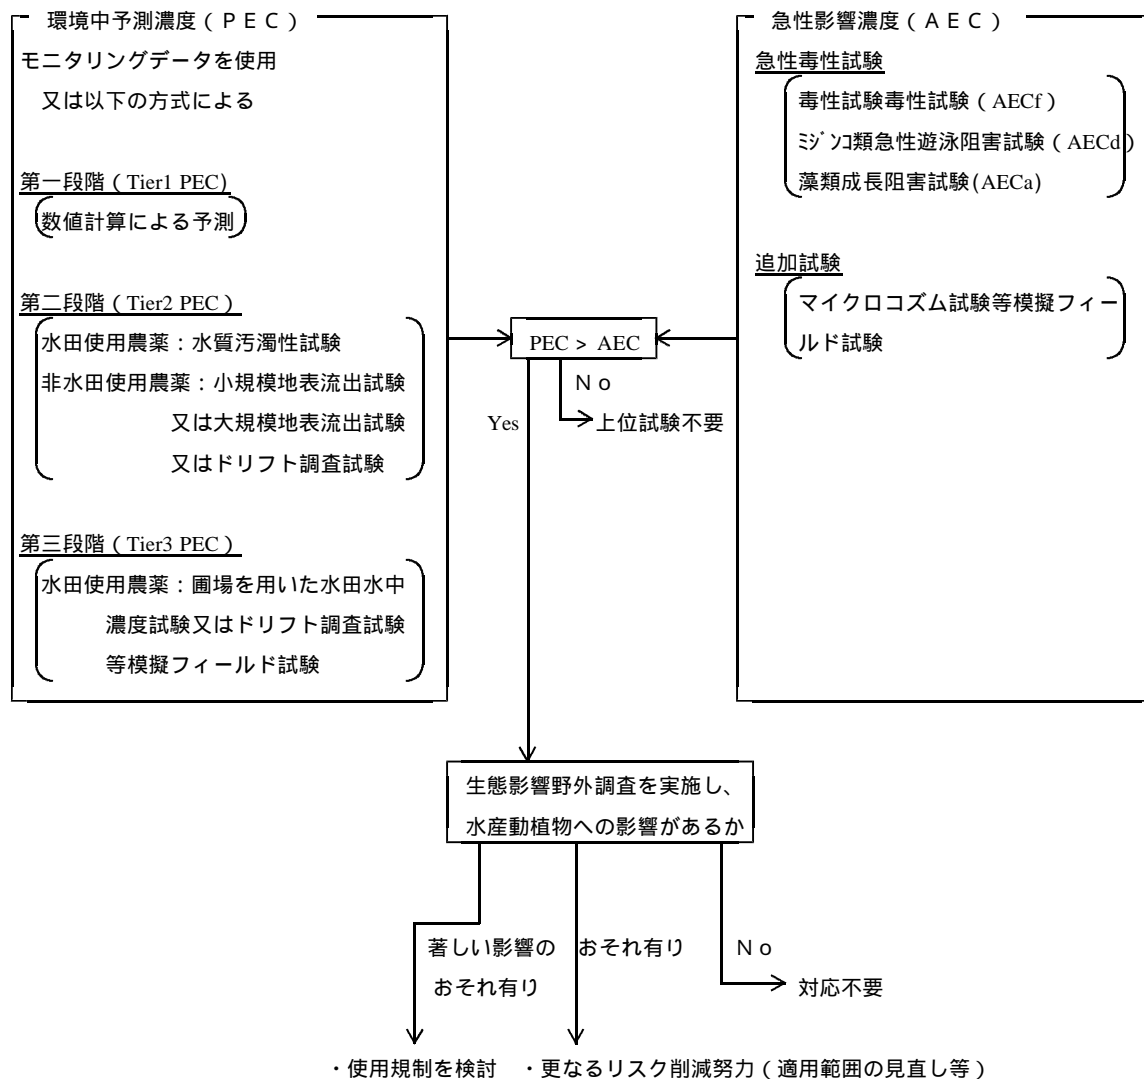 環境中予測濃度（ＰＥＣ）
モニタリングデータを使用
又は以下の方式による
第一段階（Tier1 PEC)
数値計算による予測
第二段階（Tier2 PEC）
水田使用農薬：水質汚濁性試験
非水田使用農薬：小規模地表流出試験
又は大規模地表流出試験
又はドリフト調査試験
第三段階（Tier3 PEC）
水田使用農薬：圃場を用いた水田水中
濃度試験又はドリフト調査試験
等模擬フィールド試験
急性影響濃度（ＡＥＣ）
急性毒性試験
毒性試験毒性試験（AECf）
ﾐｼﾞﾝｺ類急性遊泳阻害試験（AECd）
藻類成長阻害試験(AECa)
追加試験
マイクロコズム試験等模擬フィー
ルド試験
PEC > AEC
Ｎｏ
Yes
上位試験不要
生態影響野外調査を実施し、
水産動植物への影響があるか
著しい影響の
おそれ有り
おそれ有り
Ｎｏ
対応不要
・使用規制を検討
・更なるリスク削減努力（適用範囲の見直し等）